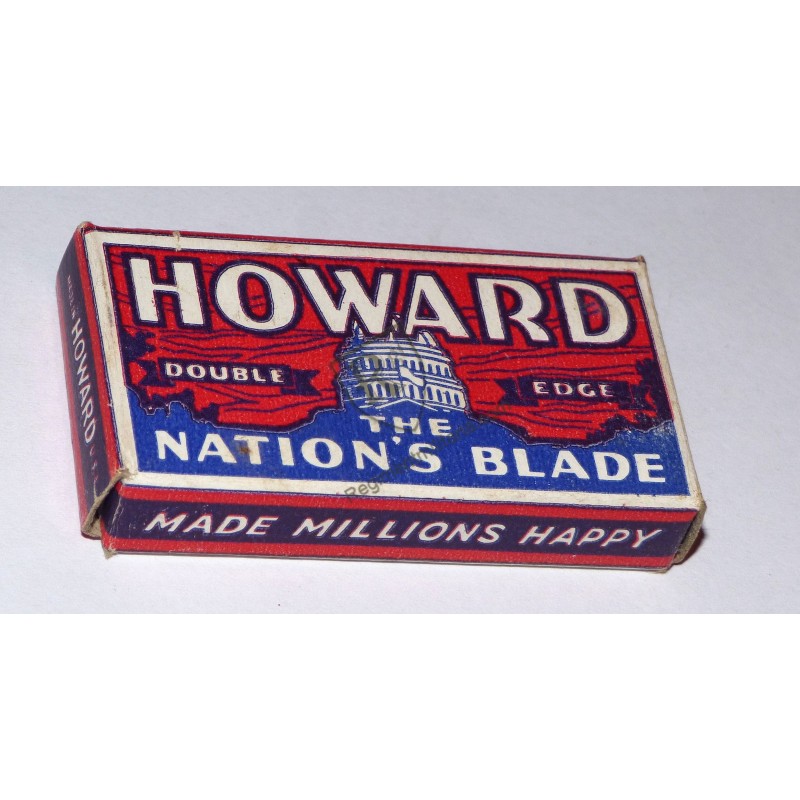 HOWARD
DOUBLE EDGE
THE
NATION'S BLADE
MADE MILLIONS HAPPY
HOWARD